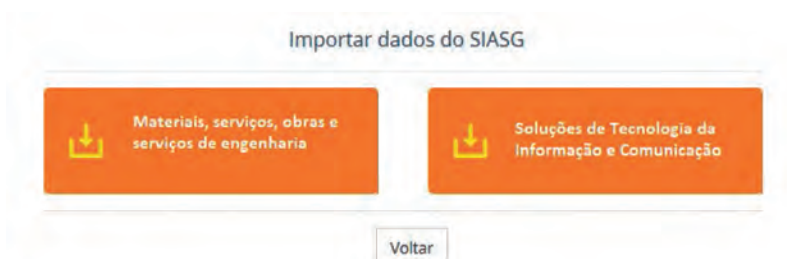 Importar dados do SIASG
Materiais, serviços, obras e
serviços de engenharia
Soluções de Tecnologia da
Informação e Comunicação
Voltar